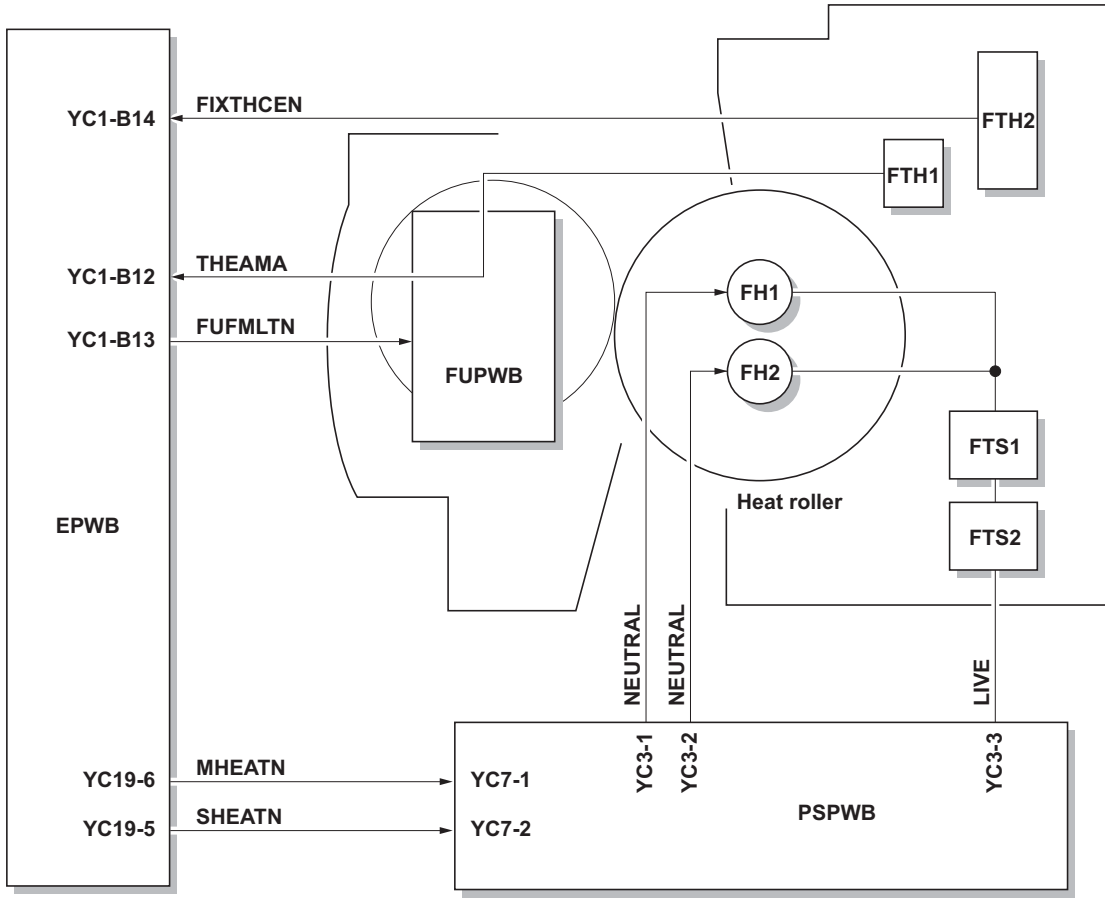 YC1-B14
FIXTHCEN
FTH2
FTH1
YC1-B12
THEAMA
YC1-B13
FUFMLTN
FUPWB
FH1
FH2
FTS1
Heat roller
EPWB
FTS2
NEUTRAL
NEUTRAL
LIVE
YC3-1
YC3-2
YC3-3
YC19-6
MHEATN
YC7-1
PSPWB
YC19-5
SHEATN
YC7-2